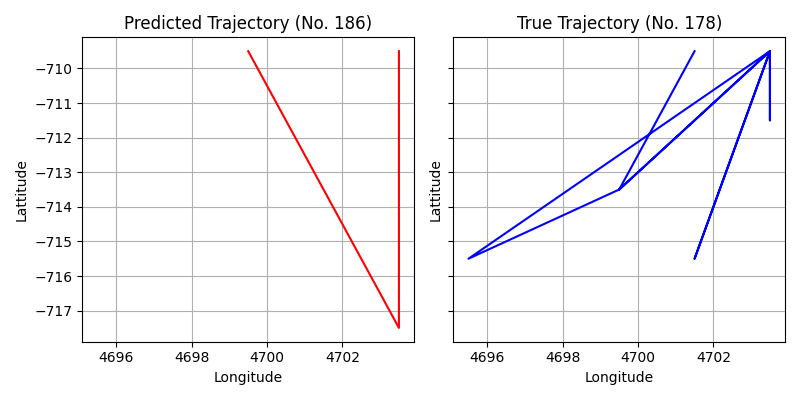 Predicted Trajectory (No. 186)
True Trajectory (No. 178)
Lattitude
−710
−711
−712
−713
−714
−715
−716
−717
4696
4698
4700
4702
Longitude
Lattitude
4696
4698
4700
4702
Longitude